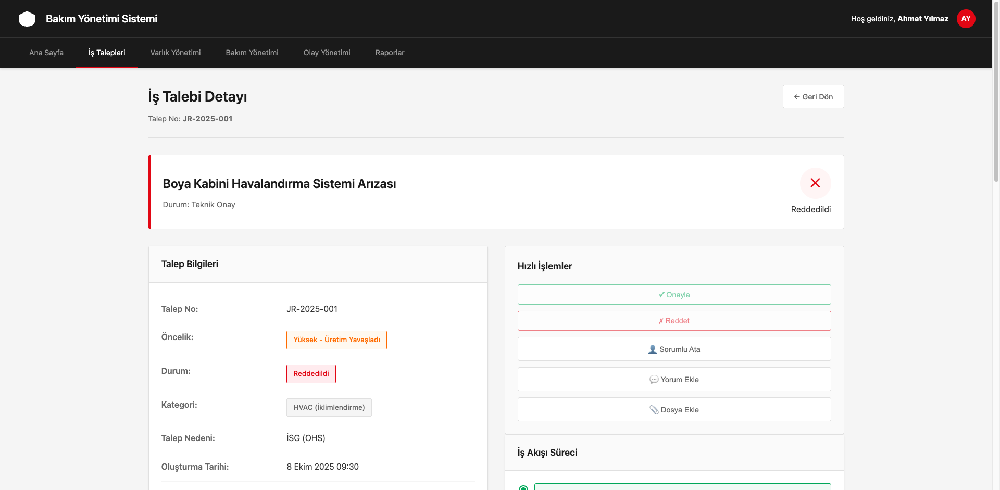 Bakım Yönetimi Sistemi
Hoş geldiniz, Ahmet Yılmaz
AY
Ana Sayfa
İş Talepleri
Varlık Yönetimi
Bakım Yönetimi
Olay Yönetimi
Raporlar
İş Talebi Detayı
Talep No: JR-2025-001
← Geri Dön
Boya Kabini Havalandırma Sistemi Arızası
Durum: Teknik Onay
Reddedildi
Talep Bilgileri
Talep No: JR-2025-001
Öncelik: Yüksek - Üretim Yavaşladı
Durum: Reddedildi
Kategori: HVAC (İklimlendirme)
Talep Nedeni: İSG (OHS)
Oluşturma Tarihi: 8 Ekim 2025 09:30
Hızlı İşlemler
✓ Onayla
✗ Reddet
👤 Sorumlu Ata
💬 Yorum Ekle
📎 Dosya Ekle
İş Akışı Süreci